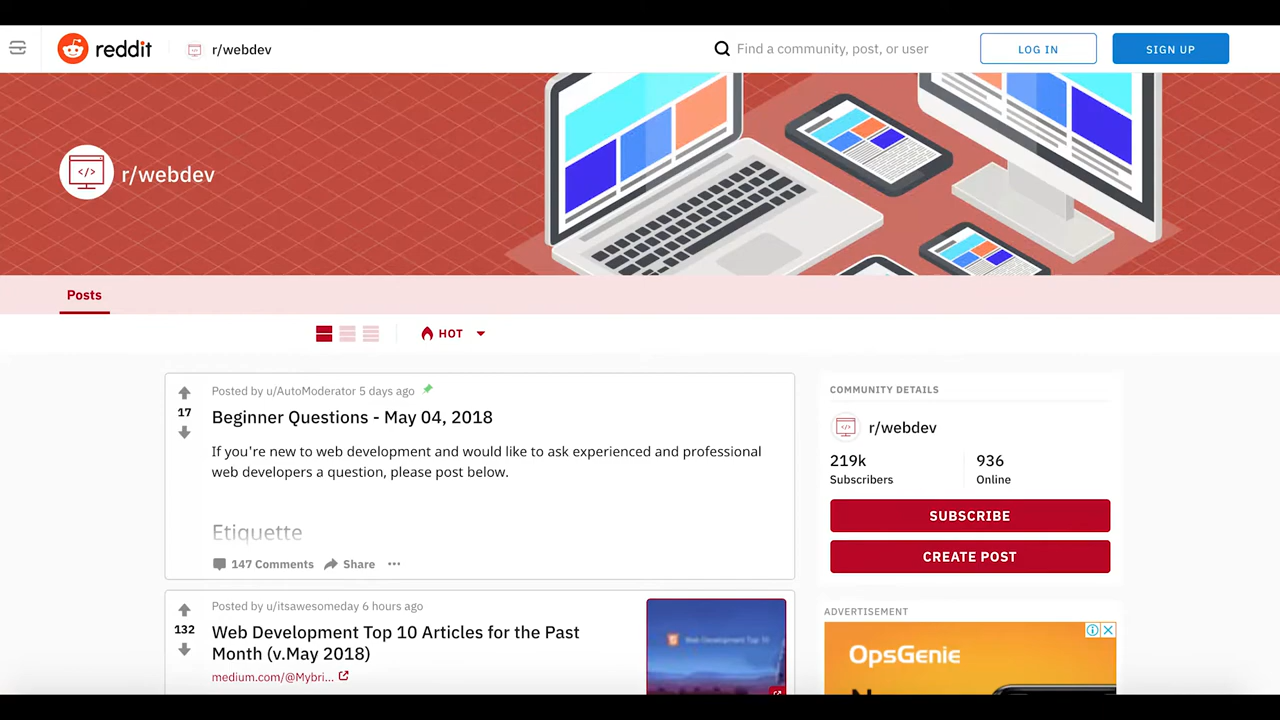 reddit
r/webdev
Find a community, post, or user
LOG IN
SIGN UP
</>
r/webdev
Posts
HOT
17
Posted by u/AutoModerator 5 days ago
Beginner Questions - May 04, 2018
If you're new to web development and would like to ask experienced and professional
web developers a question, please post below.
Etiquette
147 Comments
Share
132
Posted by u/itsawesomeday 6 hours ago
Web Development Top 10 Articles for the Past
Month (v.May 2018)
medium.com/@Mybri...
Web Development Top 10
COMMUNITY DETAILS
r/webdev
219k
Subscribers
936
Online
SUBSCRIBE
CREATE POST
ADVERTISEMENT
OpsGenie